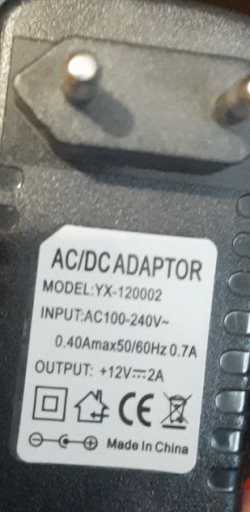 AC/DC ADAPTOR
MODEL:YX-120002
INPUT:AC100-240V~
0.40Amax50/60Hz 0.7A
OUTPUT: +12V⎓2A
CE
Made In China